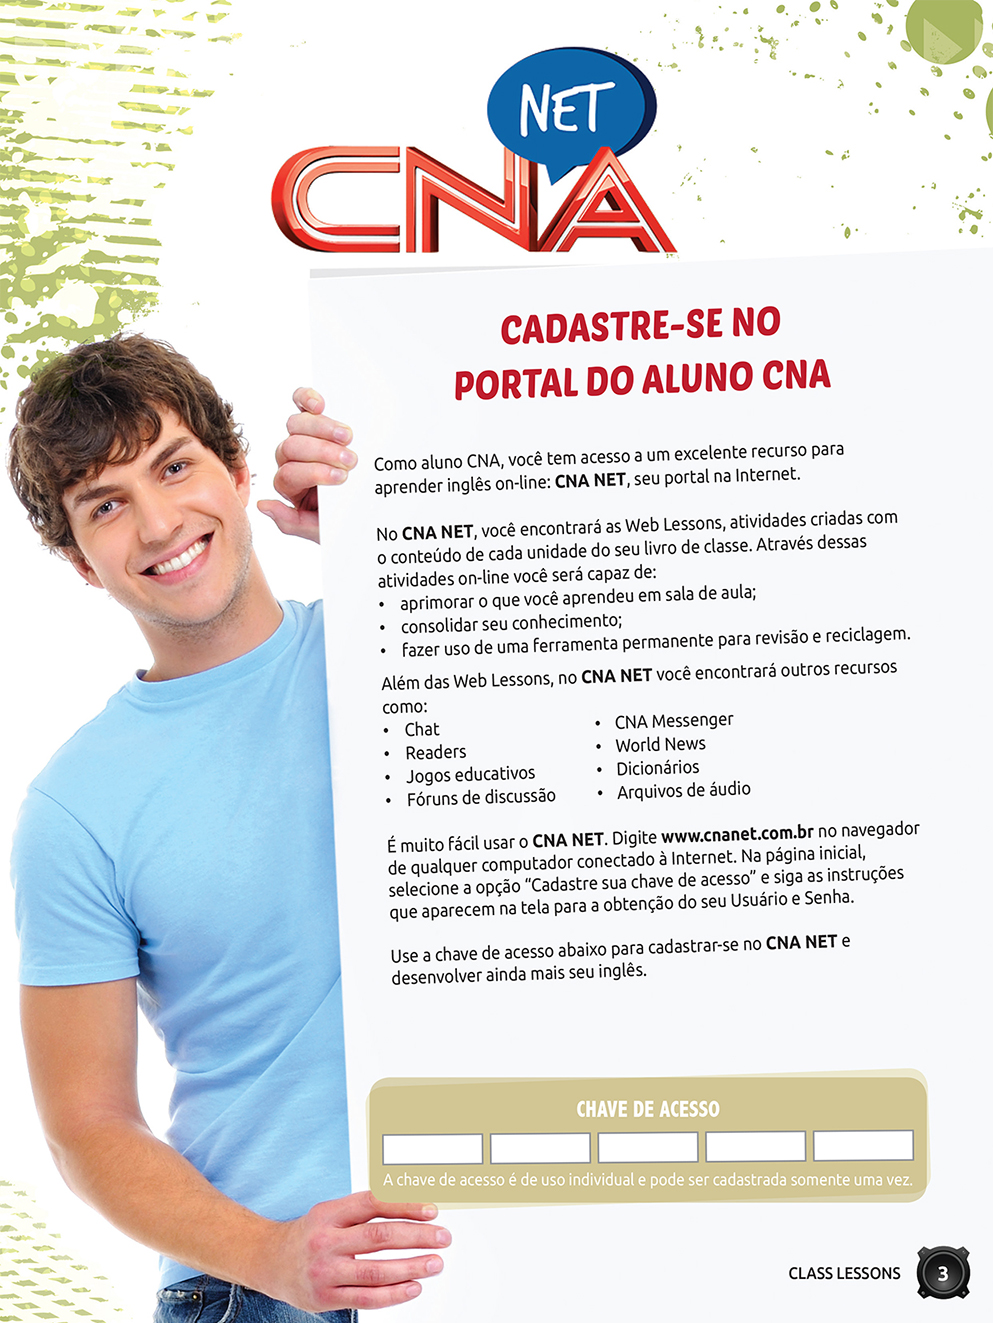 NET
CNA
CADASTRE-SE NO
PORTAL DO ALUNO CNA
Como aluno CNA, você tem acesso a um excelente recurso para
aprender inglês on-line: CNA NET, seu portal na Internet.
No CNA NET, você encontrará as Web Lessons, atividades criadas com
o conteúdo de cada unidade do seu livro de classe. Através dessas
atividades on-line você será capaz de:
• aprimorar o que você aprendeu em sala de aula;
• consolidar seu conhecimento;
• fazer uso de uma ferramenta permanente para revisão e reciclagem.
Além das Web Lessons, no CNA NET você encontrará outros recursos
como:
• Chat
• Readers
• Jogos educativos
• Fóruns de discussão
• CNA Messenger
• World News
• Dicionários
• Arquivos de áudio
É muito fácil usar o CNA NET. Digite www.cnanet.com.br no navegador
de qualquer computador conectado à Internet. Na página inicial,
selecione a opção “Cadastre sua chave de acesso” e siga as instruções
que aparecem na tela para a obtenção do seu Usuário e Senha.
Use a chave de acesso abaixo para cadastrar-se no CNA NET e
desenvolver ainda mais seu inglês.
CHAVE DE ACESSO
A chave de acesso é de uso individual e pode ser cadastrada somente uma vez.
CLASS LESSONS 3